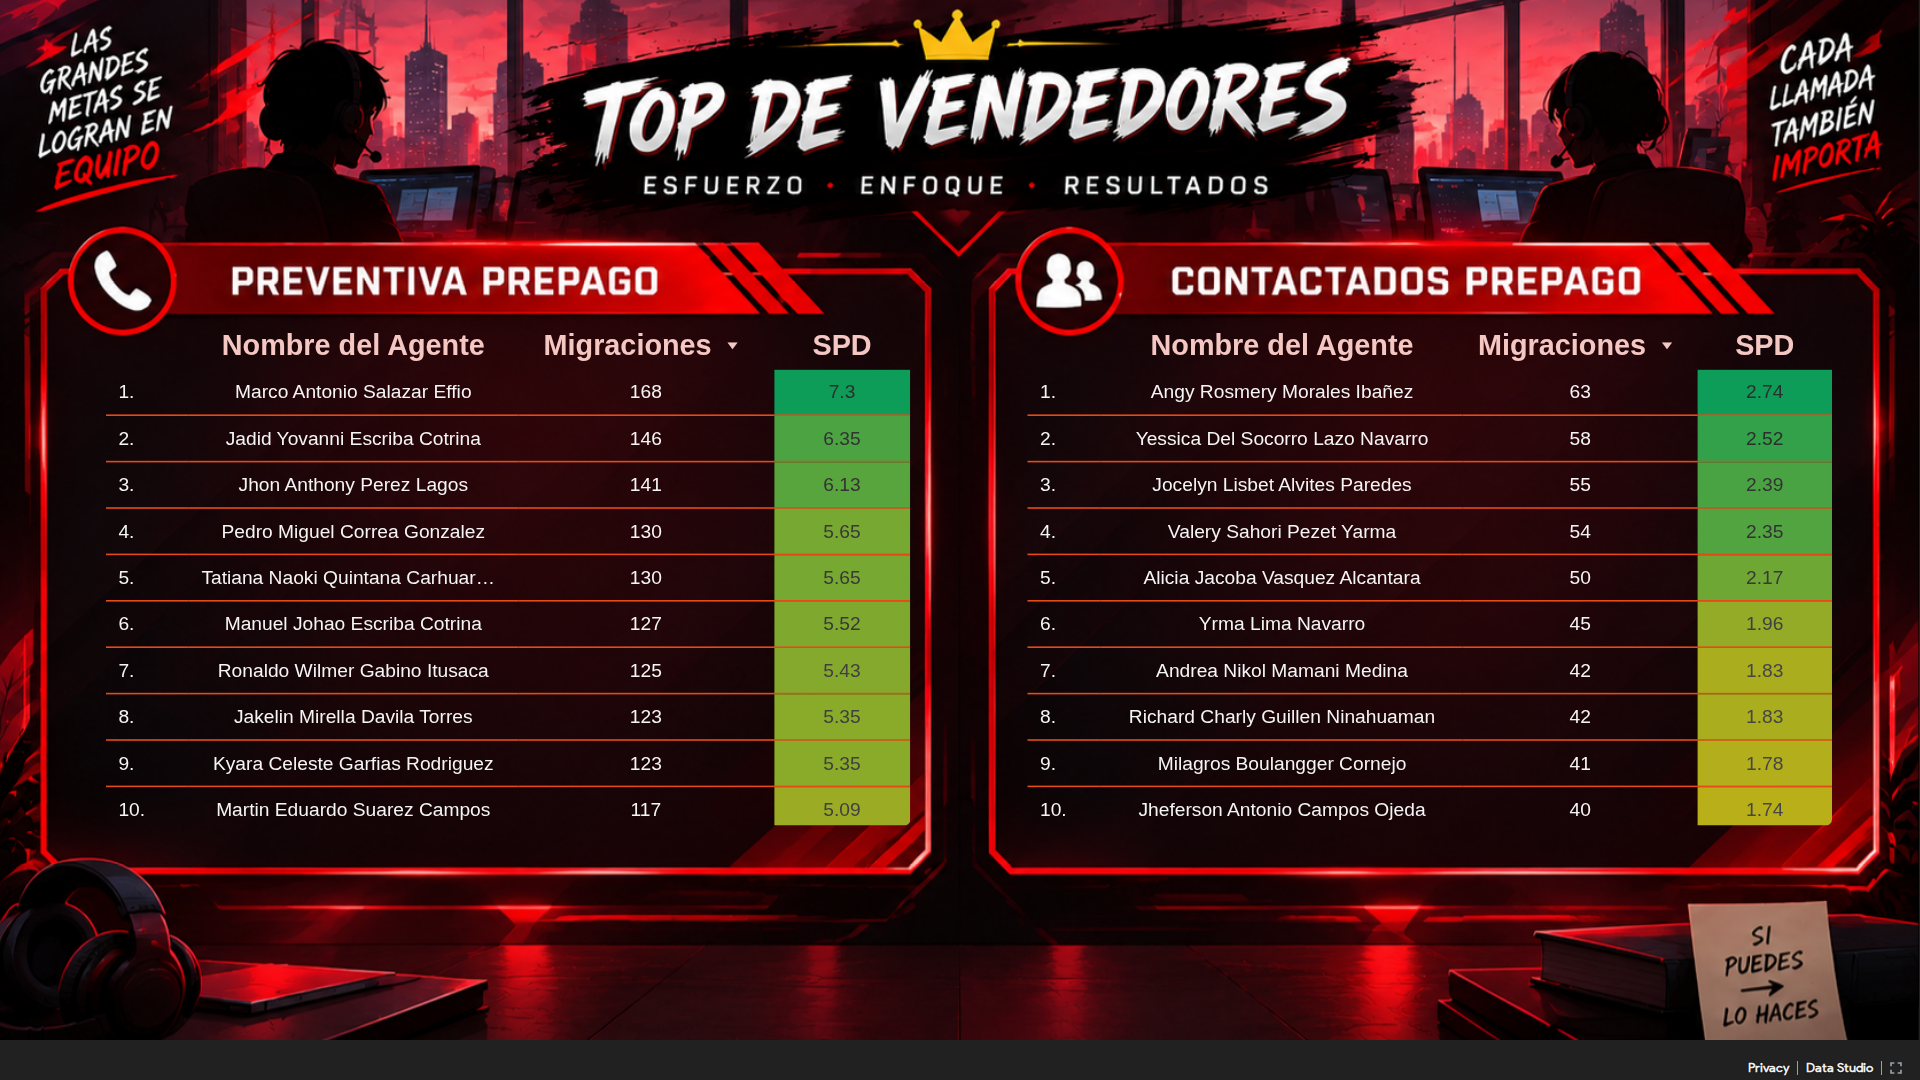 LAS
GRANDES
METAS SE
LOGRAN EN
EQUIPO
TOP DE VENDEDORES
ESFUERZO • ENFOQUE • RESULTADOS
CADA
LLAMADA
TAMBIÉN
IMPORTA
PREVENTIVA PREPAGO
Nombre del Agente Migraciones SPD
1. Marco Antonio Salazar Effio 168 7.3
2. Jadid Yovanni Escriba Cotrina 146 6.35
3. Jhon Anthony Perez Lagos 141 6.13
4. Pedro Miguel Correa Gonzalez 130 5.65
5. Tatiana Naoki Quintana Carhuar… 130 5.65
6. Manuel Johao Escriba Cotrina 127 5.52
7. Ronaldo Wilmer Gabino Itusaca 125 5.43
8. Jakelin Mirella Davila Torres 123 5.35
9. Kyara Celeste Garfias Rodriguez 123 5.35
10. Martin Eduardo Suarez Campos 117 5.09
CONTACTADOS PREPAGO
Nombre del Agente Migraciones SPD
1. Angy Rosmery Morales Ibañez 63 2.74
2. Yessica Del Socorro Lazo Navarro 58 2.52
3. Jocelyn Lisbet Alvites Paredes 55 2.39
4. Valery Sahori Pezet Yarma 54 2.35
5. Alicia Jacoba Vasquez Alcantara 50 2.17
6. Yrma Lima Navarro 45 1.96
7. Andrea Nikol Mamani Medina 42 1.83
8. Richard Charly Guillen Ninahuaman 42 1.83
9. Milagros Boulangger Cornejo 41 1.78
10. Jheferson Antonio Campos Ojeda 40 1.74
SI
PUEDES
→
LO HACES
Privacy Data Studio